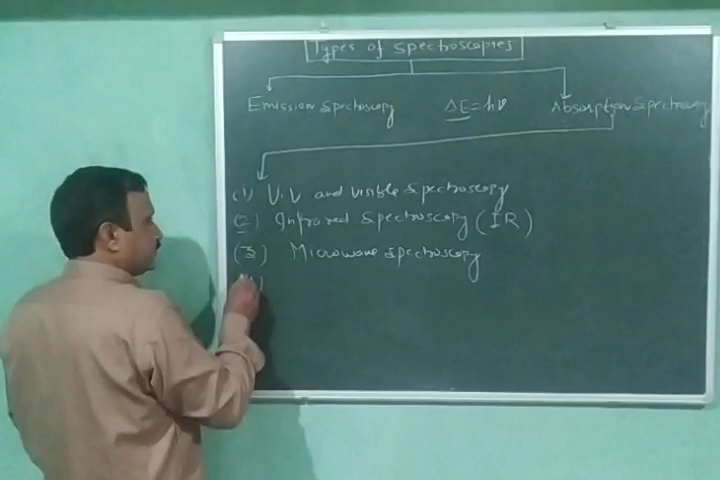 Types of Spectroscopies
Emission Spectroscopy ΔE=hν Absorption Spectroscopy
(1) U.V and visible Spectroscopy
(2) Infrared Spectroscopy (IR)
(3) Microwave Spectroscopy
(4)